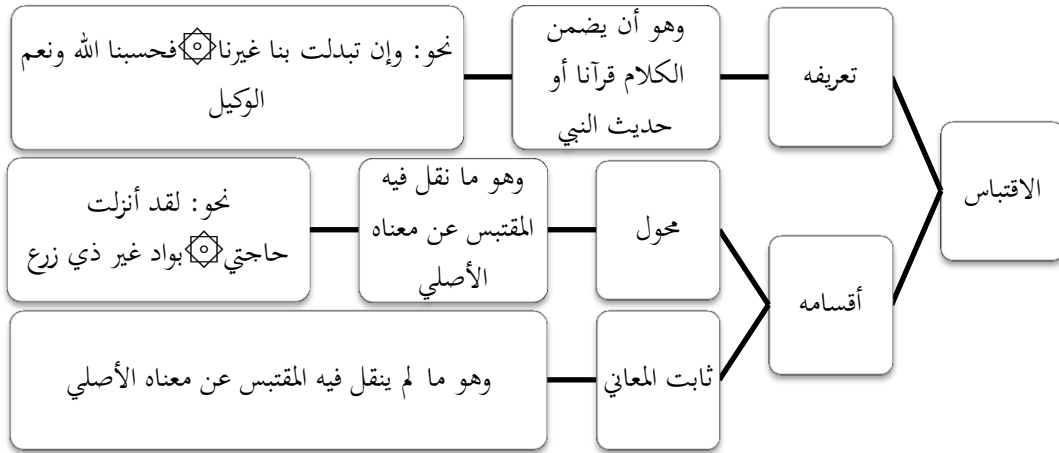 الاقتباس
تعريفه
وهو أن يضمن
الكلام قرآنا أو
حديث النبي
نحو: وإن تبدلت بنا غيرنا۞فحسبنا الله ونعم
الوكيل
أقسامه
محول
وهو ما نقل فيه
المقتبس عن معناه
الأصلي
نحو: لقد أنزلت
حاجتي۞بواد غير ذي زرع
ثابت المعاني
وهو ما لم ينقل فيه المقتبس عن معناه الأصلي